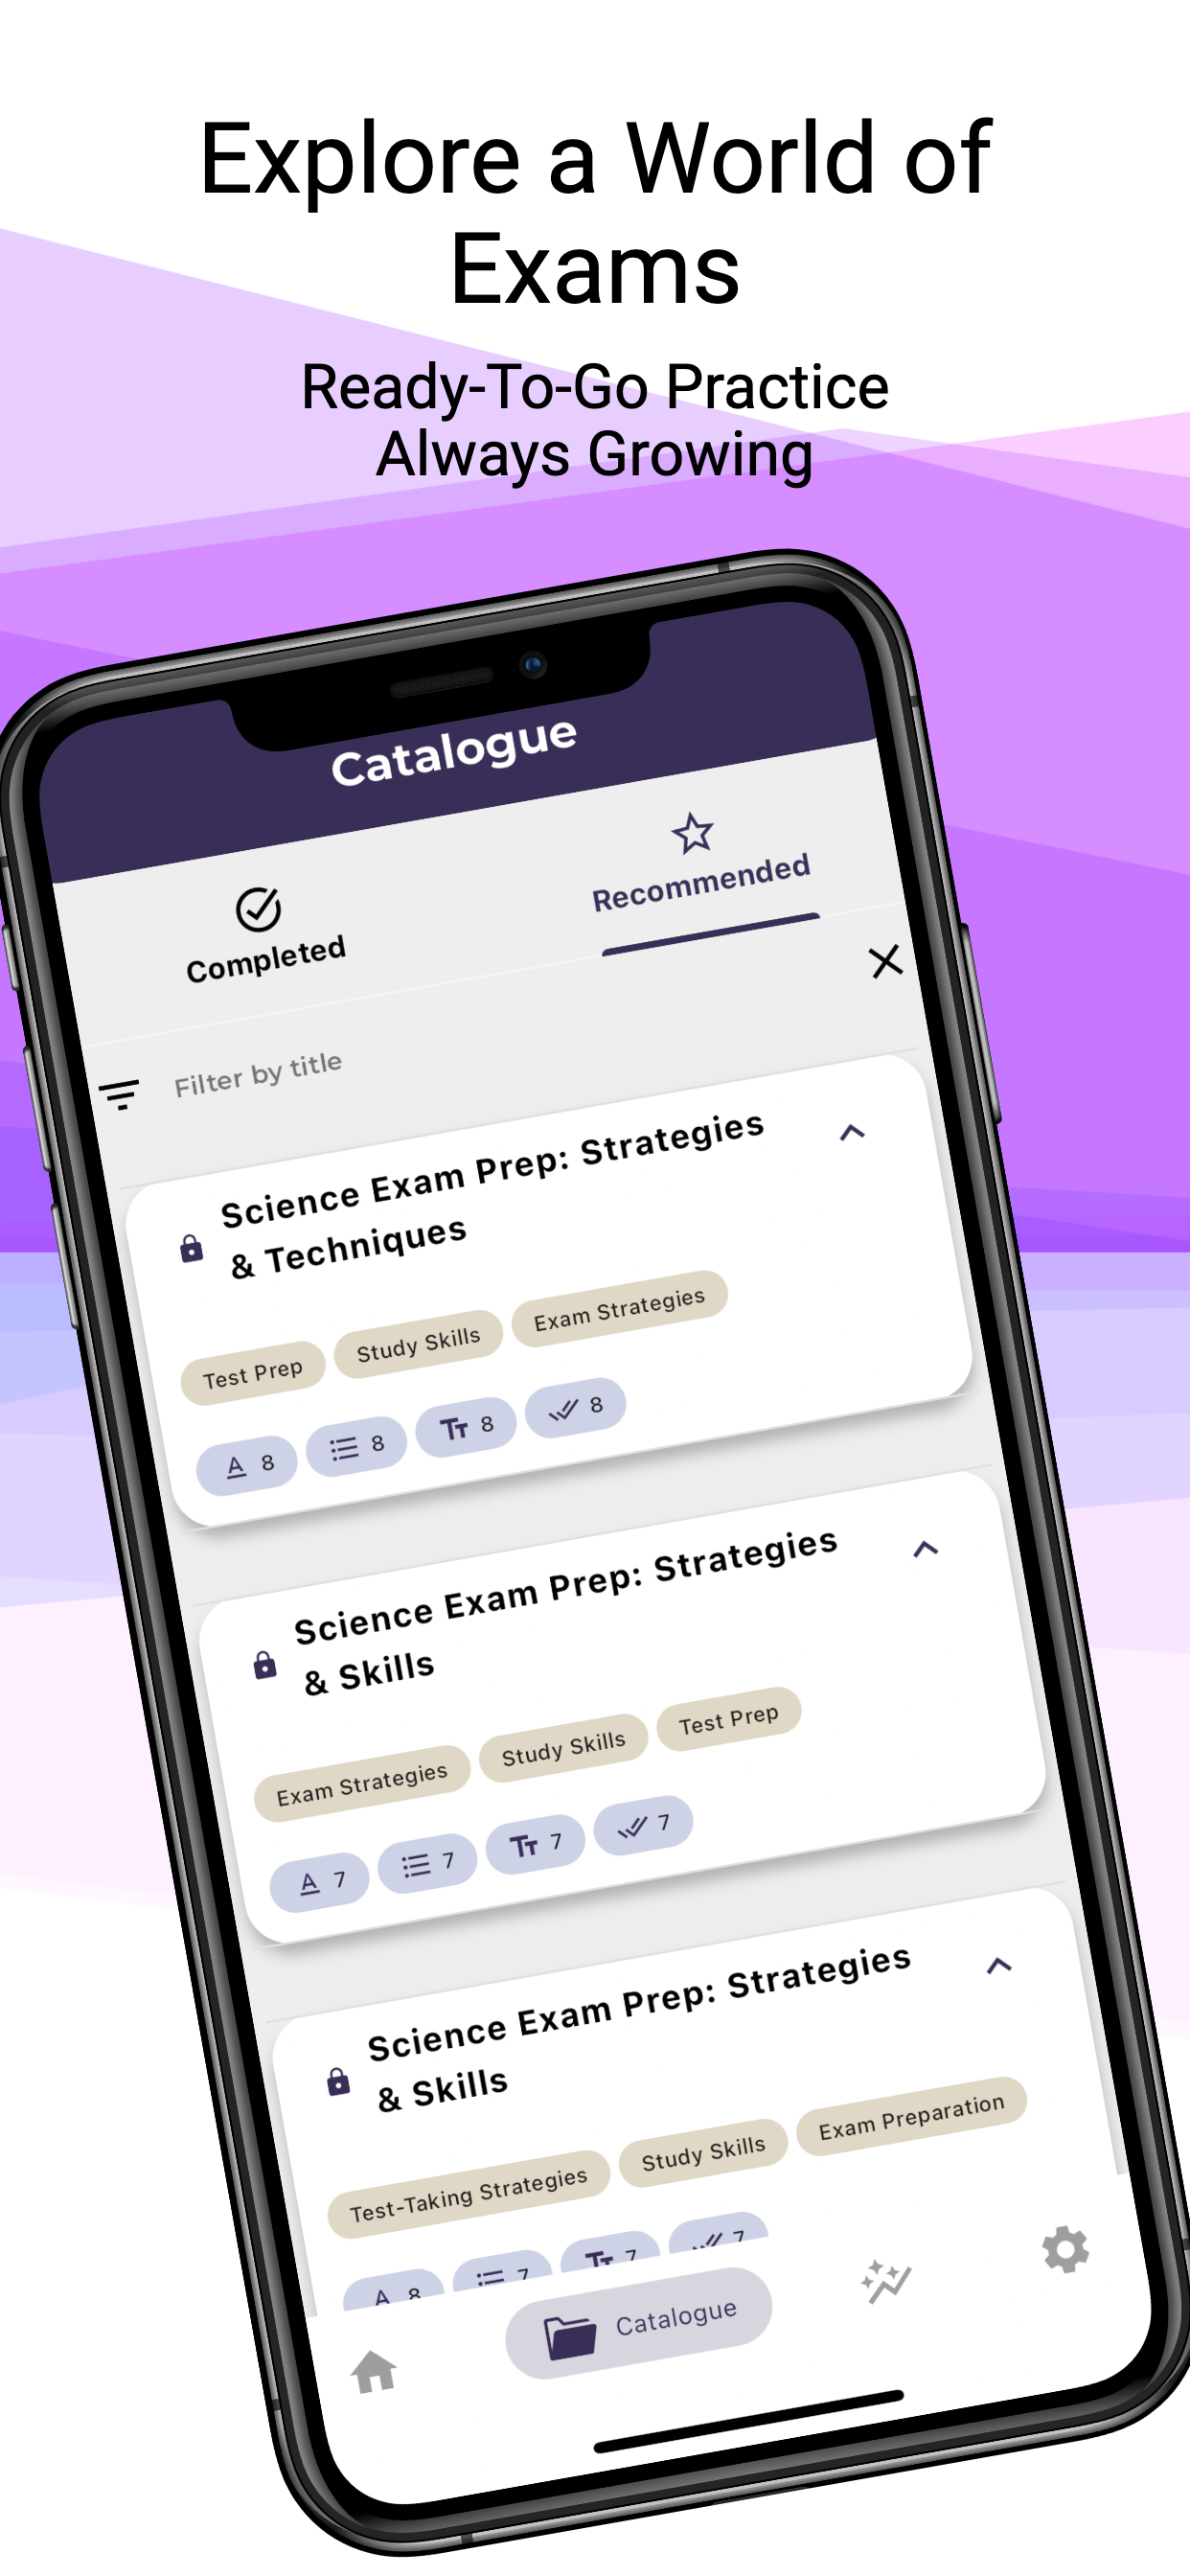 Explore a World of
Exams
Ready-To-Go Practice
Always Growing
Catalogue
Completed
Recommended
Filter by title
Science Exam Prep: Strategies
& Techniques
Test Prep
Study Skills
Exam Strategies
8
8
8
8
Science Exam Prep: Strategies
& Skills
Exam Strategies
Study Skills
Test Prep
7
7
7
7
Science Exam Prep: Strategies
& Skills
Test-Taking Strategies
Study Skills
Exam Preparation
8
7
7
7
Catalogue